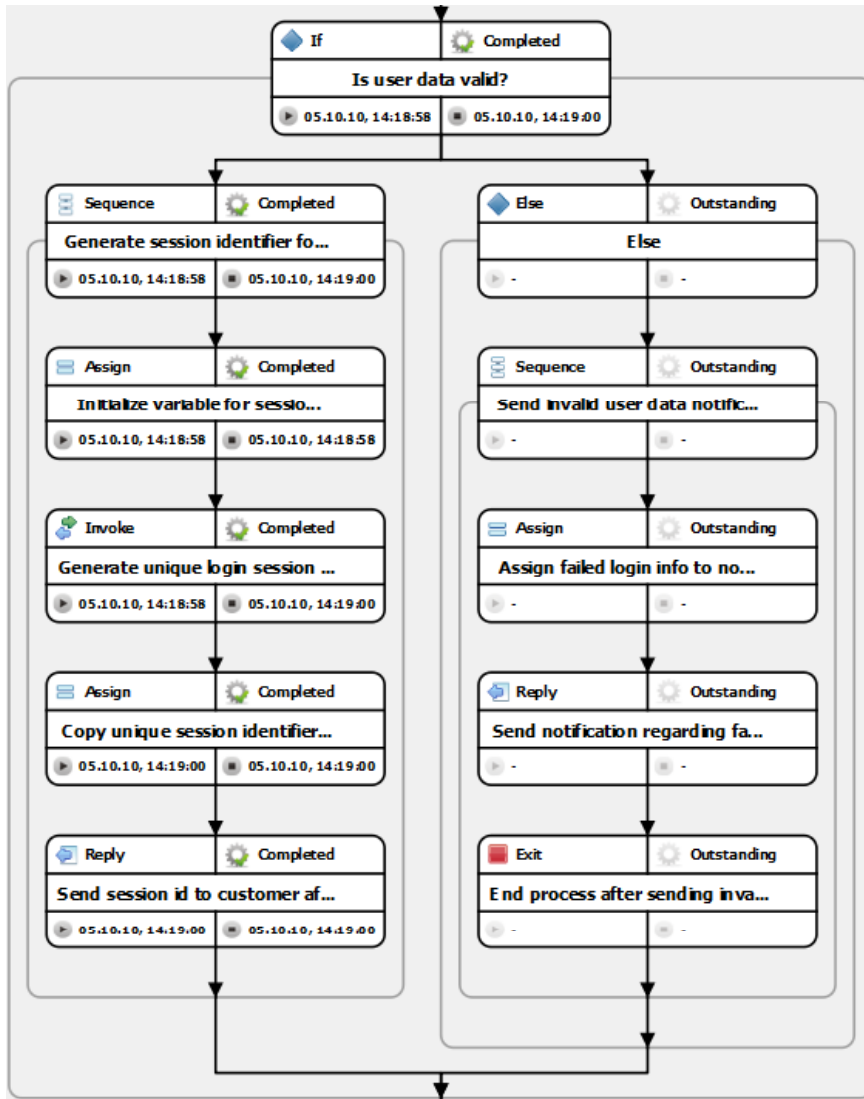 If Completed
Is user data valid?
05.10.10, 14:18:58 05.10.10, 14:19:00
Sequence Completed
Generate session identifier fo...
05.10.10, 14:18:58 05.10.10, 14:19:00
Assign Completed
Initialize variable for sessio...
05.10.10, 14:18:58 05.10.10, 14:18:58
Invoke Completed
Generate unique login session ...
05.10.10, 14:18:58 05.10.10, 14:19:00
Assign Completed
Copy unique session identifier...
05.10.10, 14:19:00 05.10.10, 14:19:00
Reply Completed
Send session id to customer af...
05.10.10, 14:19:00 05.10.10, 14:19:00
Else Outstanding
Else
- -
Sequence Outstanding
Send invalid user data notific...
- -
Assign Outstanding
Assign failed login info to no...
- -
Reply Outstanding
Send notification regarding fa...
- -
Exit Outstanding
End process after sending inva...
- -